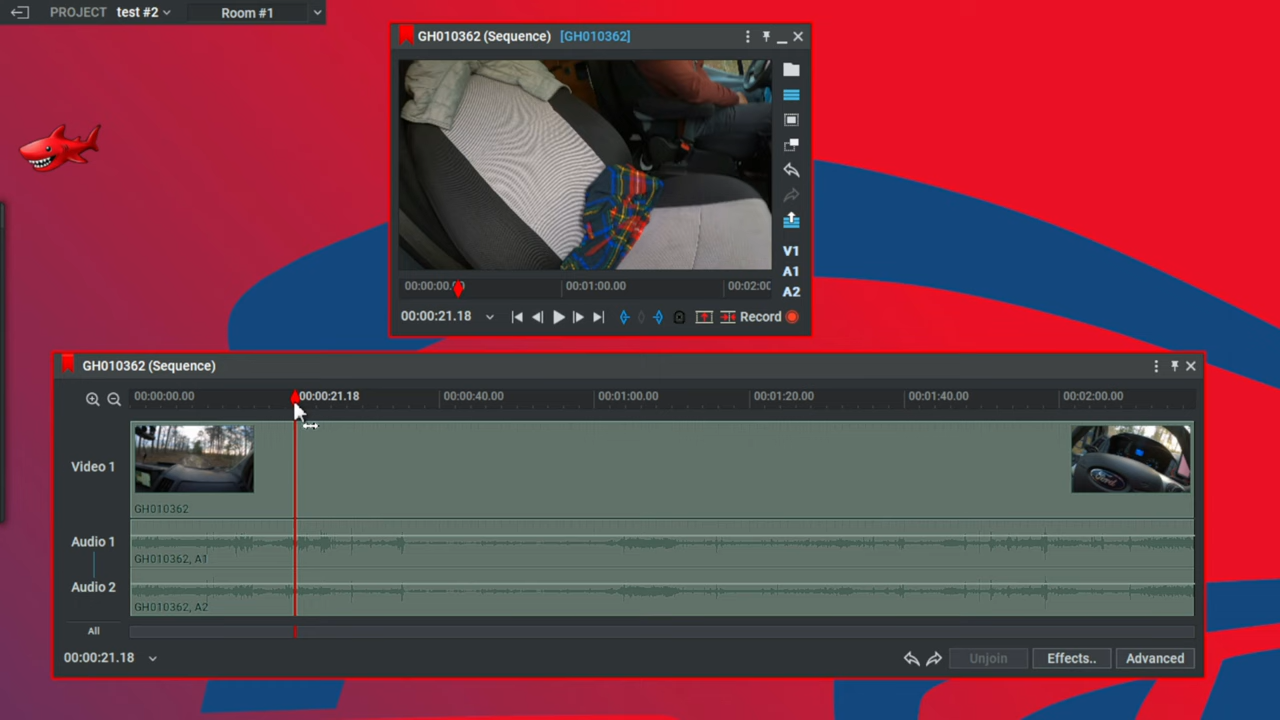 PROJECT test #2 Room #1
GH010362 (Sequence) [GH010362]
00:00:00.00 00:01:00.00 00:02:00
V1
A1
A2
00:00:21.18 Record
GH010362 (Sequence)
00:00:00.00 00:00:21.18 00:00:40.00 00:01:00.00 00:01:20.00 00:01:40.00 00:02:00.00
Video 1
Ford
GH010362
Audio 1
GH010362, A1
Audio 2
GH010362, A2
All
00:00:21.18 Unjoin Effects.. Advanced